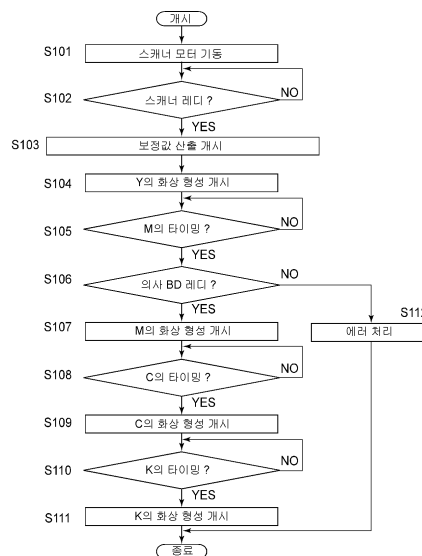 개시
S101
스캐너 모터 기동
S102
스캐너 레디 ?
NO
YES
S103
보정값 산출 개시
S104
Y의 화상 형성 개시
S105
M의 타이밍 ?
NO
YES
S106
의사 BD 레디 ?
NO
YES
S107
M의 화상 형성 개시
S112
에러 처리
S108
C의 타이밍 ?
NO
YES
S109
C의 화상 형성 개시
S110
K의 타이밍 ?
NO
YES
S111
K의 화상 형성 개시
종료